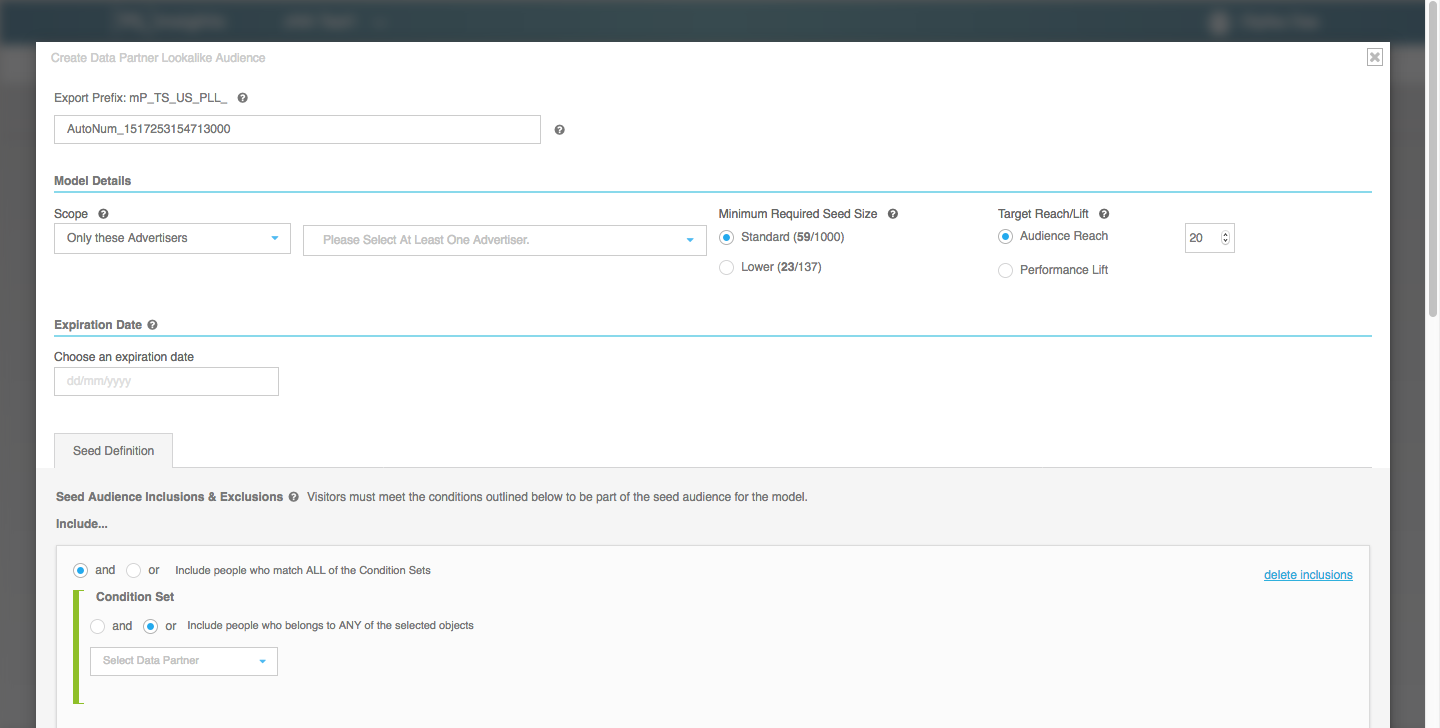 Create Data Partner Lookalike Audience
Export Prefix: mP_TS_US_PLL_ ?
AutoNum_1517253154713000 ?
Model Details
Scope ? Minimum Required Seed Size ? Target Reach/Lift ?
Only these Advertisers Please Select At Least One Advertiser. Standard (59/1000) Audience Reach 20
Lower (23/137) Performance Lift
Expiration Date ?
Choose an expiration date
dd/mm/yyyy
Seed Definition
Seed Audience Inclusions & Exclusions ? Visitors must meet the conditions outlined below to be part of the seed audience for the model.
Include...
and or Include people who match ALL of the Condition Sets delete inclusions
Condition Set
and or Include people who belongs to ANY of the selected objects
Select Data Partner